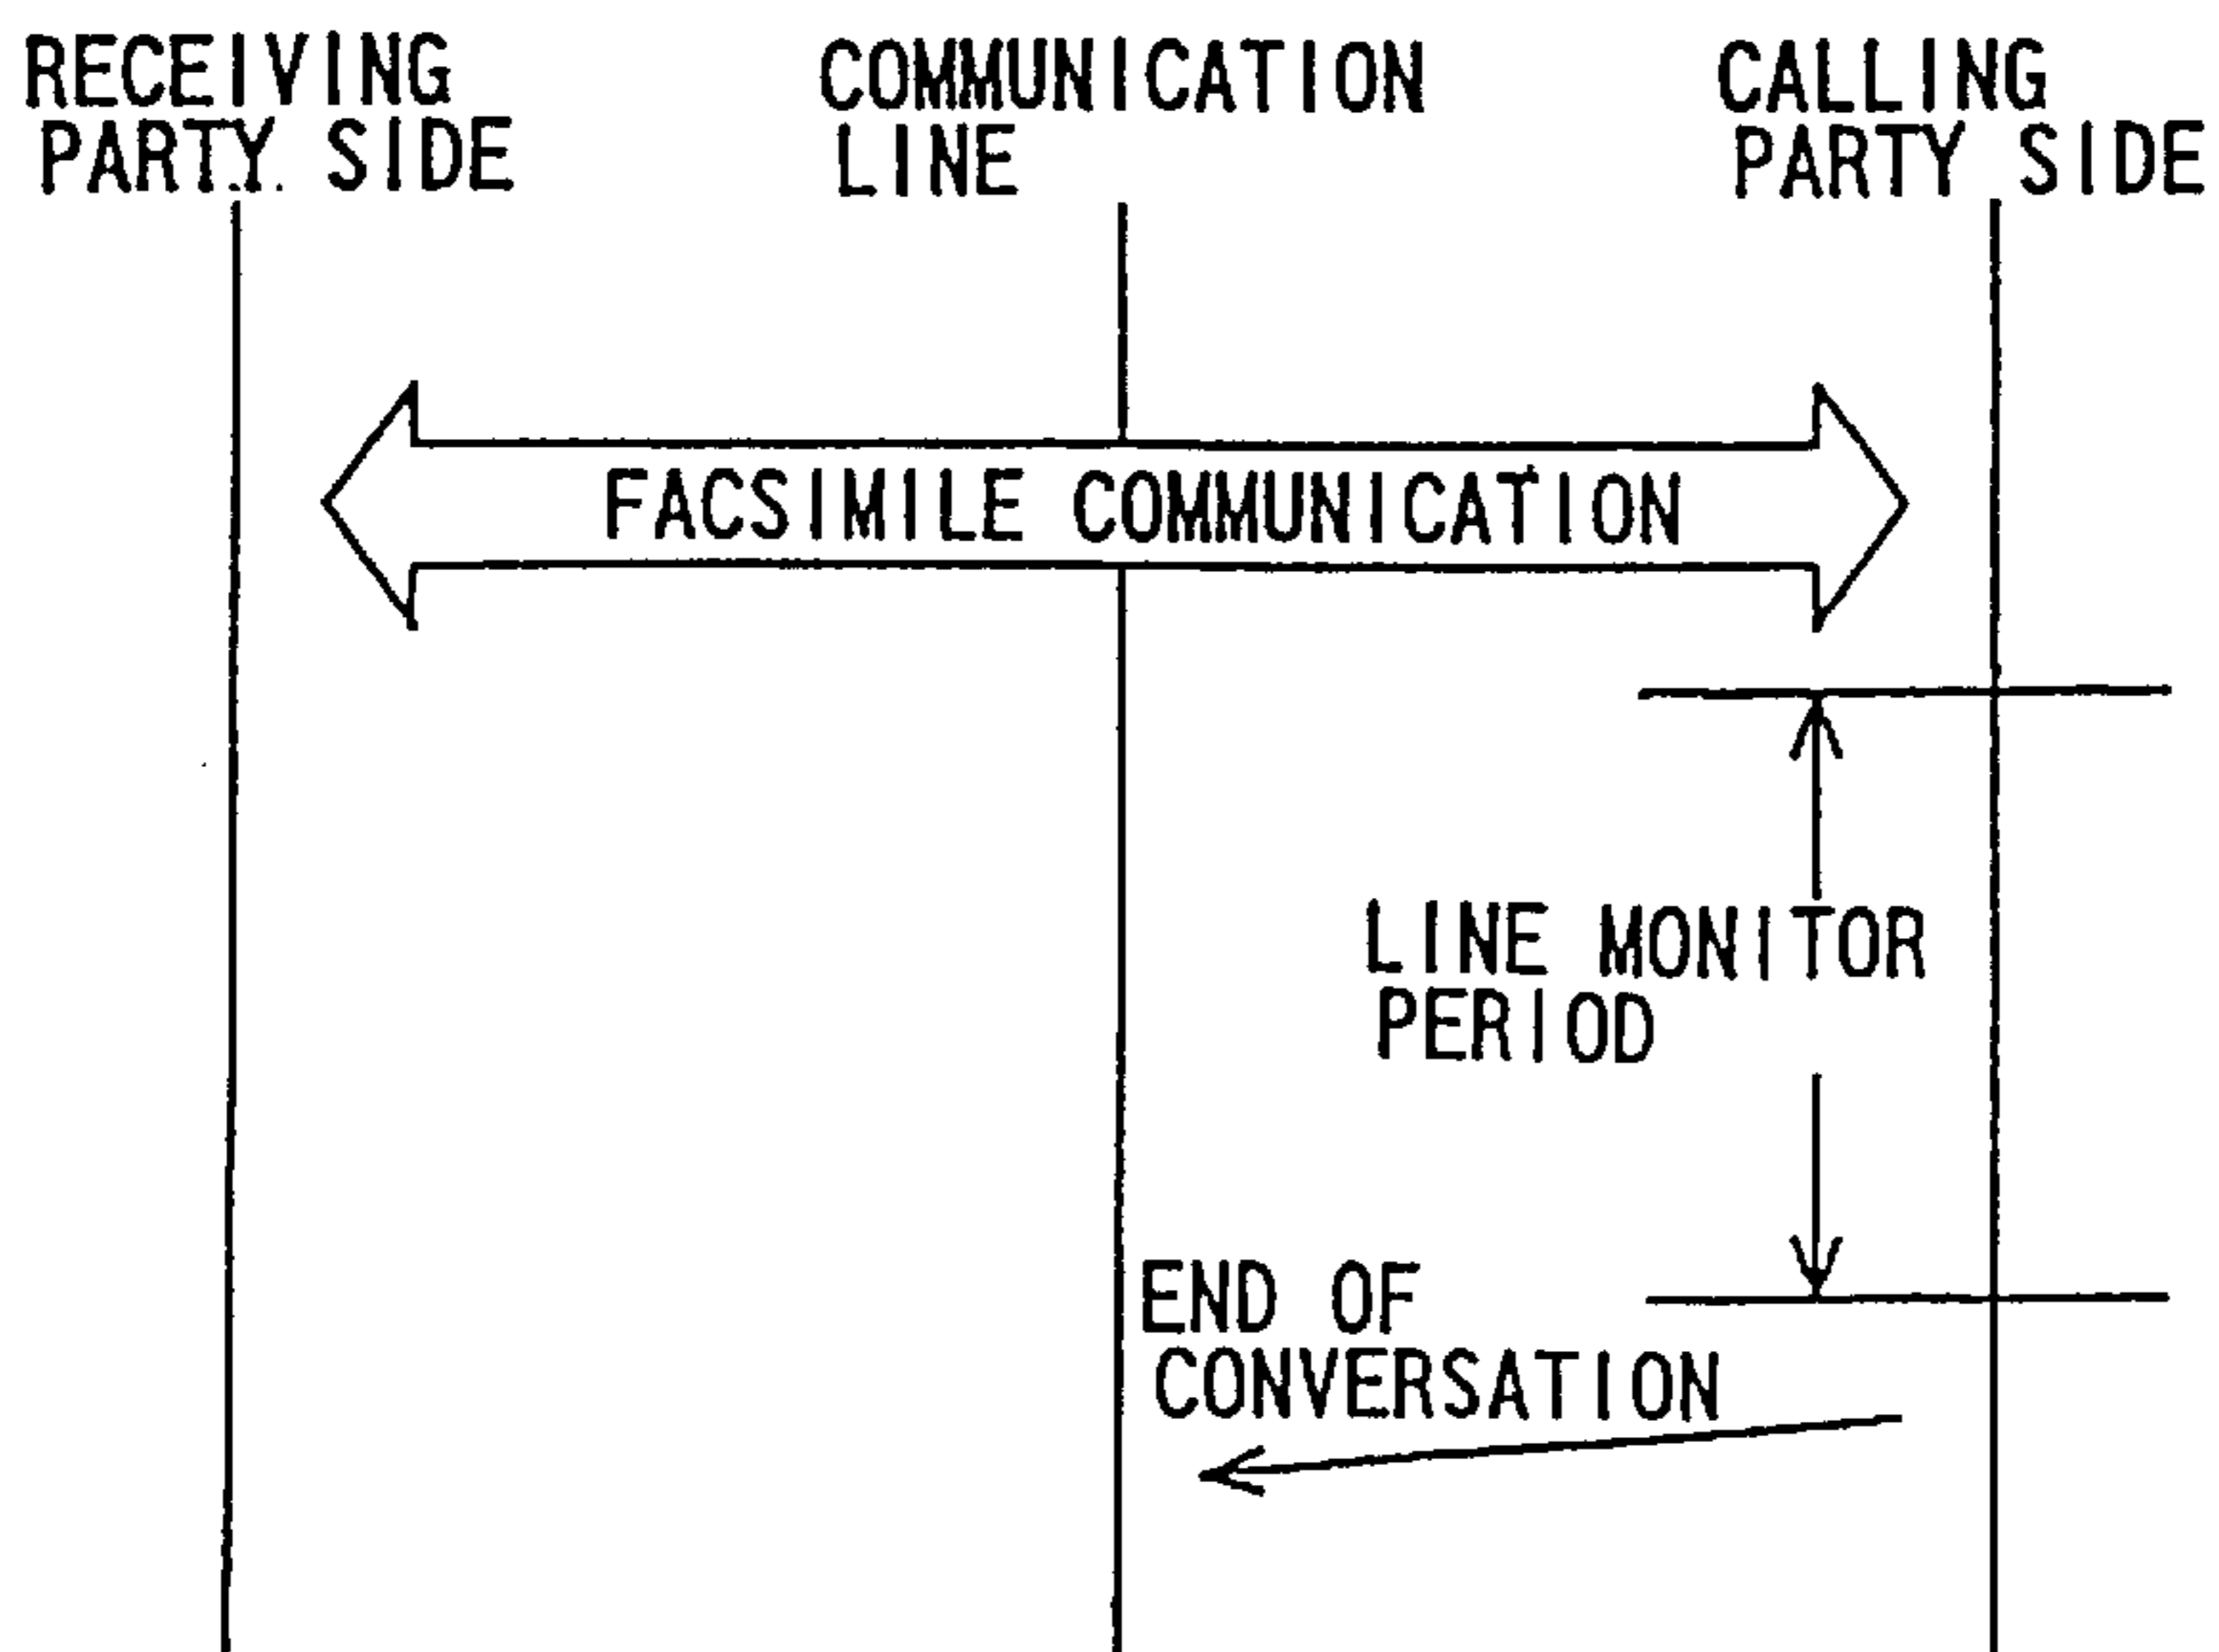 RECEIVING
PARTY SIDE
COMMUNICATION
LINE
CALLING
PARTY SIDE
FACSIMILE COMMUNICATION
LINE MONITOR
PERIOD
END OF
CONVERSATION